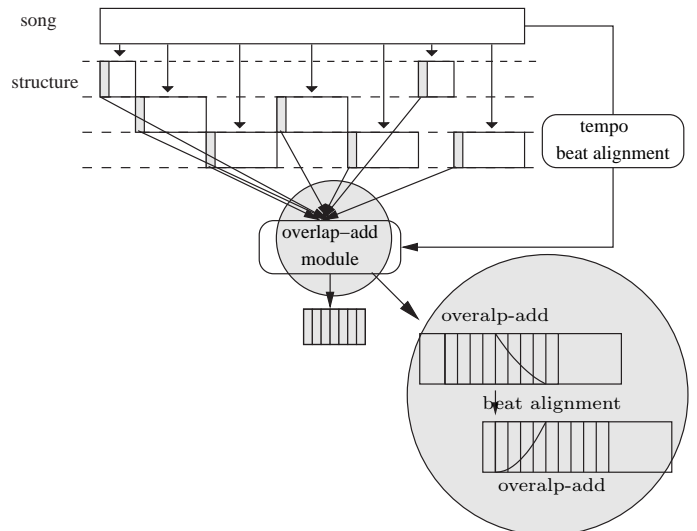 song
structure
tempo
beat alignment
overlap−add
module
overalp-add
beat alignment
overalp-add